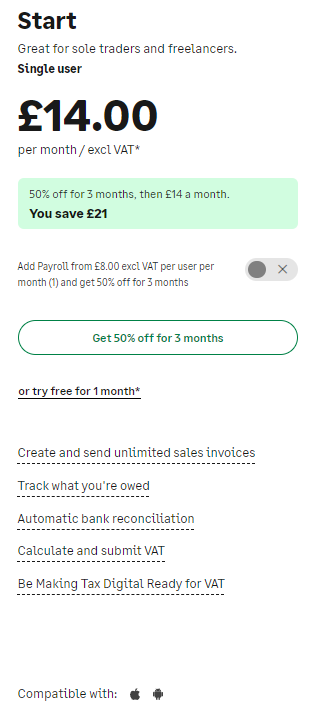 Start
Great for sole traders and freelancers.
Single user
£14.00
per month / excl VAT*
50% off for 3 months, then £14 a month.
You save £21
Add Payroll from £8.00 excl VAT per user per
month (1) and get 50% off for 3 months
Get 50% off for 3 months
or try free for 1 month*
Create and send unlimited sales invoices
Track what you're owed
Automatic bank reconciliation
Calculate and submit VAT
Be Making Tax Digital Ready for VAT
Compatible with: